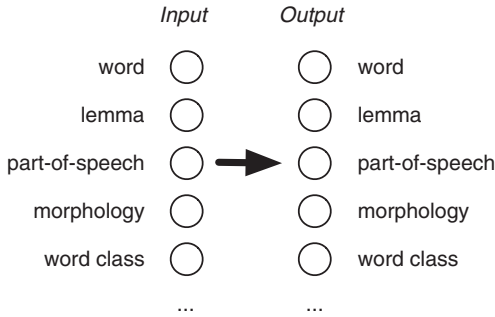 Input Output
word word
lemma lemma
part-of-speech part-of-speech
morphology morphology
word class word class
... ...